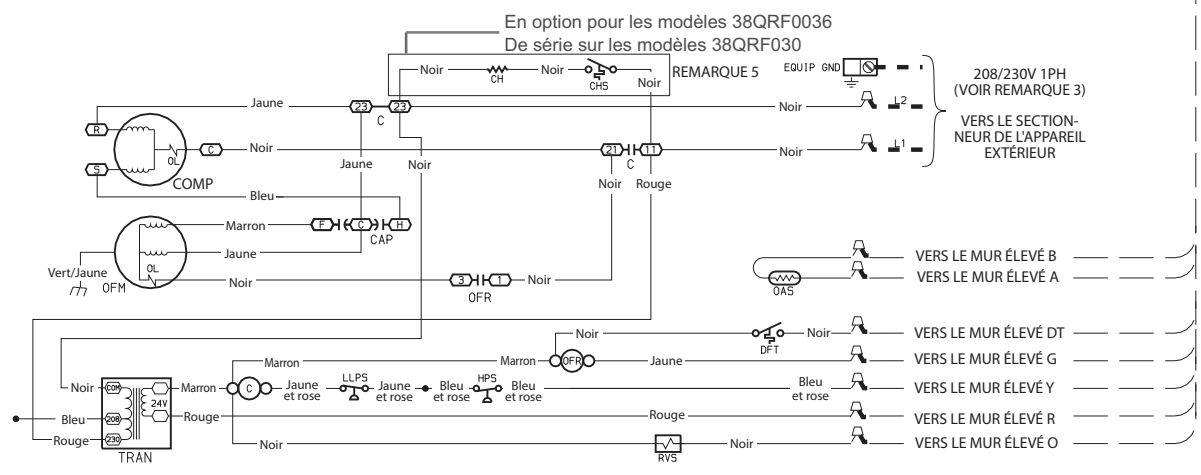 En option pour les modèles 38QRF0036
De série sur les modèles 38QRF030
Noir CH Noir CHS Noir
REMARQUE 5
EQUIP GND
208/230V 1PH
(VOIR REMARQUE 3)
VERS LE SECTION-
NEUR DE L'APPAREIL
EXTÉRIEUR
Jaune 23 C 23 Noir L2
R
OL C Noir 21 C 11 Noir L1
S
COMP
Jaune Noir Noir Rouge
Bleu
Marron F C H
CAP
Jaune
Vert/Jaune
OL
OFM
Noir 3 1 Noir
OFR
VERS LE MUR ÉLEVÉ B
OAS
VERS LE MUR ÉLEVÉ A
Noir DFT Noir VERS LE MUR ÉLEVÉ DT
Marron Marron OFR Jaune VERS LE MUR ÉLEVÉ G
Noir COM 24V Marron C Jaune et rose LLPS Jaune et rose Bleu et rose HPS Bleu et rose Bleu et rose VERS LE MUR ÉLEVÉ Y
Bleu 208 Rouge Rouge VERS LE MUR ÉLEVÉ R
Rouge 230 Noir RVS Noir VERS LE MUR ÉLEVÉ O
TRAN